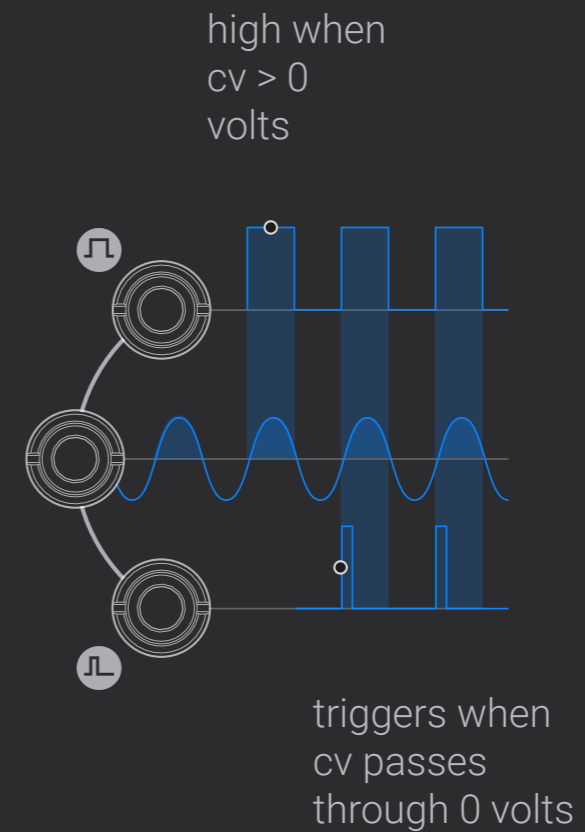 high when
cv > 0
volts
triggers when
cv passes
through 0 volts